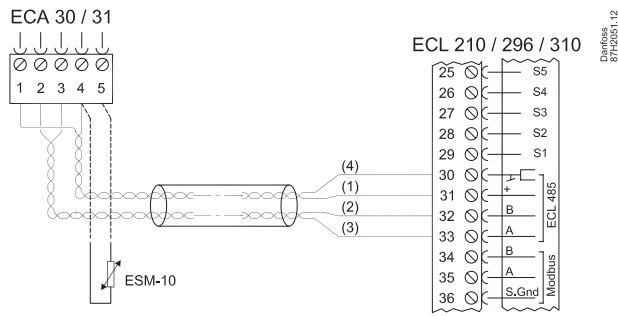 ECA 30 / 31
1 2 3 4 5
ESM-10
(4)
(1)
(2)
(3)
ECL 210 / 296 / 310
25 S5
26 S4
27 S3
28 S2
29 S1
30
31 +
32 B
33 A
ECL 485
34 B
35 A
36 S.Gnd
Modbus
Danfoss
87H2051.12